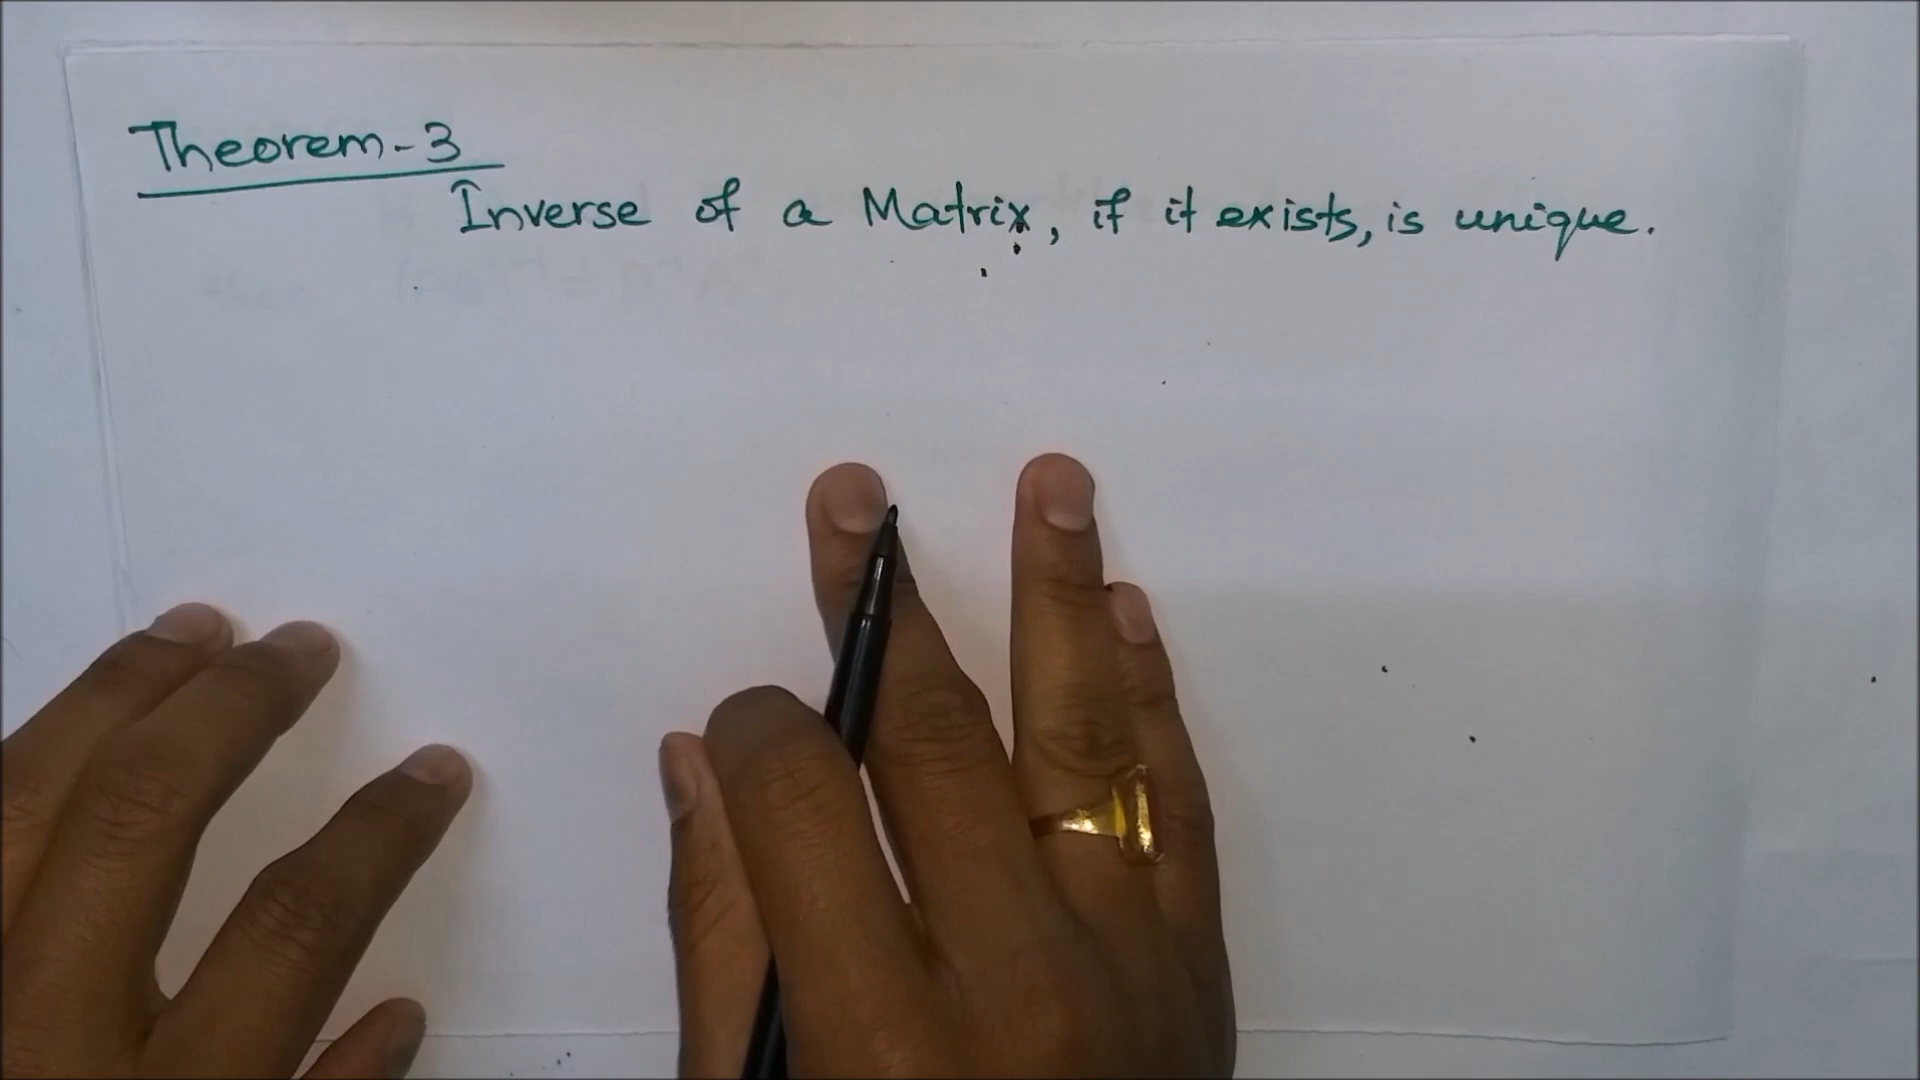 Theorem-3
Inverse of a Matrix, if it exists, is unique.